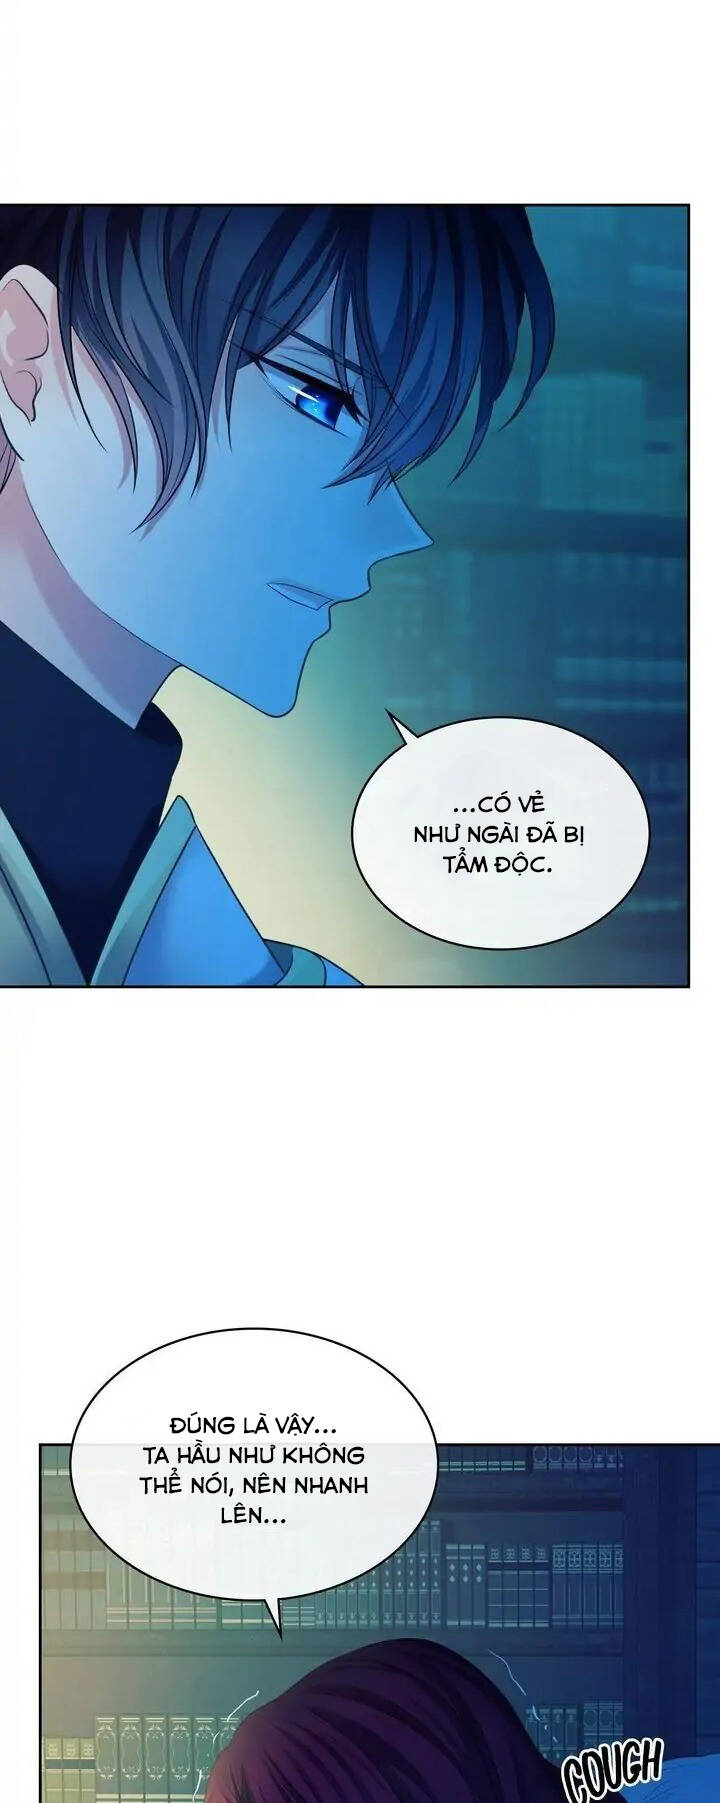 ...CÓ VẺ
NHƯ NGÀI ĐÃ BỊ
TẨM ĐỘC.
ĐÚNG LÀ VẬY...
TA HẦU NHƯ KHÔNG
THỂ NÓI, NÊN NHANH
LÊN...
COUGH